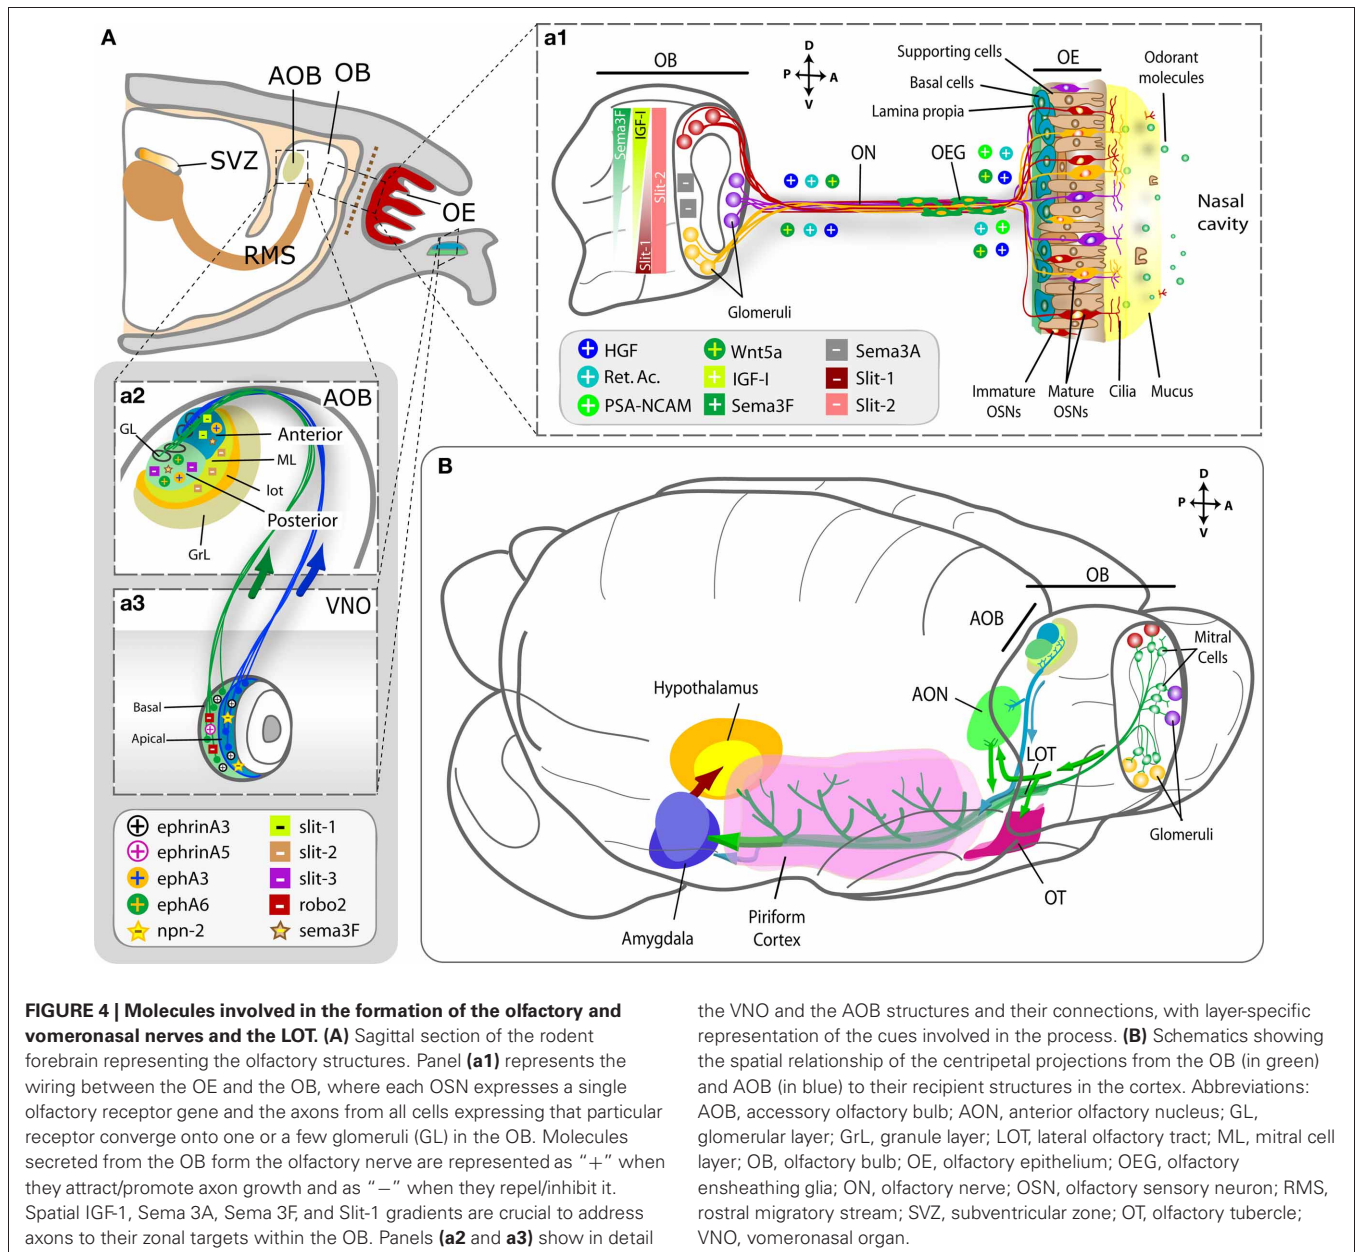 A
AOB
OB
SVZ
OE
RMS
a1
OB
D
P
A
V
Supporting cells
Basal cells
Lamina propia
OE
Odorant
molecules
Sema3F
IGF-I
Slit-2
Slit-1
ON
OEG
Nasal
cavity
Glomeruli
Immature
OSNs
Mature
OSNs
Cilia
Mucus
HGF
Ret. Ac.
PSA-NCAM
Wnt5a
IGF-I
Sema3F
Sema3A
Slit-1
Slit-2
a2
AOB
GL
Anterior
ML
lot
Posterior
GrL
a3
VNO
Basal
Apical
ephrinA3
ephrinA5
ephA3
ephA6
npn-2
slit-1
slit-2
slit-3
robo2
sema3F
B
D
P
A
V
OB
AOB
Mitral
Cells
AON
Hypothalamus
LOT
Glomeruli
OT
Piriform
Cortex
Amygdala
FIGURE 4 | Molecules involved in the formation of the olfactory and
vomeronasal nerves and the LOT. (A) Sagittal section of the rodent
forebrain representing the olfactory structures. Panel (a1) represents the
wiring between the OE and the OB, where each OSN expresses a single
olfactory receptor gene and the axons from all cells expressing that particular
receptor converge onto one or a few glomeruli (GL) in the OB. Molecules
secreted from the OB form the olfactory nerve are represented as “+” when
they attract/promote axon growth and as “−” when they repel/inhibit it.
Spatial IGF-1, Sema 3A, Sema 3F, and Slit-1 gradients are crucial to address
axons to their zonal targets within the OB. Panels (a2 and a3) show in detail
the VNO and the AOB structures and their connections, with layer-specific
representation of the cues involved in the process. (B) Schematics showing
the spatial relationship of the centripetal projections from the OB (in green)
and AOB (in blue) to their recipient structures in the cortex. Abbreviations:
AOB, accessory olfactory bulb; AON, anterior olfactory nucleus; GL,
glomerular layer; GrL, granule layer; LOT, lateral olfactory tract; ML, mitral cell
layer; OB, olfactory bulb; OE, olfactory epithelium; OEG, olfactory
ensheathing glia; ON, olfactory nerve; OSN, olfactory sensory neuron; RMS,
rostral migratory stream; SVZ, subventricular zone; OT, olfactory tubercle;
VNO, vomeronasal organ.